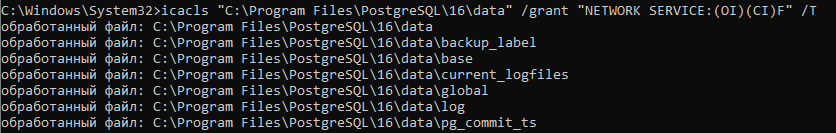 C:\Windows\System32>icacls "C:\Program Files\PostgreSQL\16\data" /grant "NETWORK SERVICE:(OI)(CI)F" /T
обработанный файл: C:\Program Files\PostgreSQL\16\data
обработанный файл: C:\Program Files\PostgreSQL\16\data\backup_label
обработанный файл: C:\Program Files\PostgreSQL\16\data\base
обработанный файл: C:\Program Files\PostgreSQL\16\data\current_logfiles
обработанный файл: C:\Program Files\PostgreSQL\16\data\global
обработанный файл: C:\Program Files\PostgreSQL\16\data\log
обработанный файл: C:\Program Files\PostgreSQL\16\data\pg_commit_ts